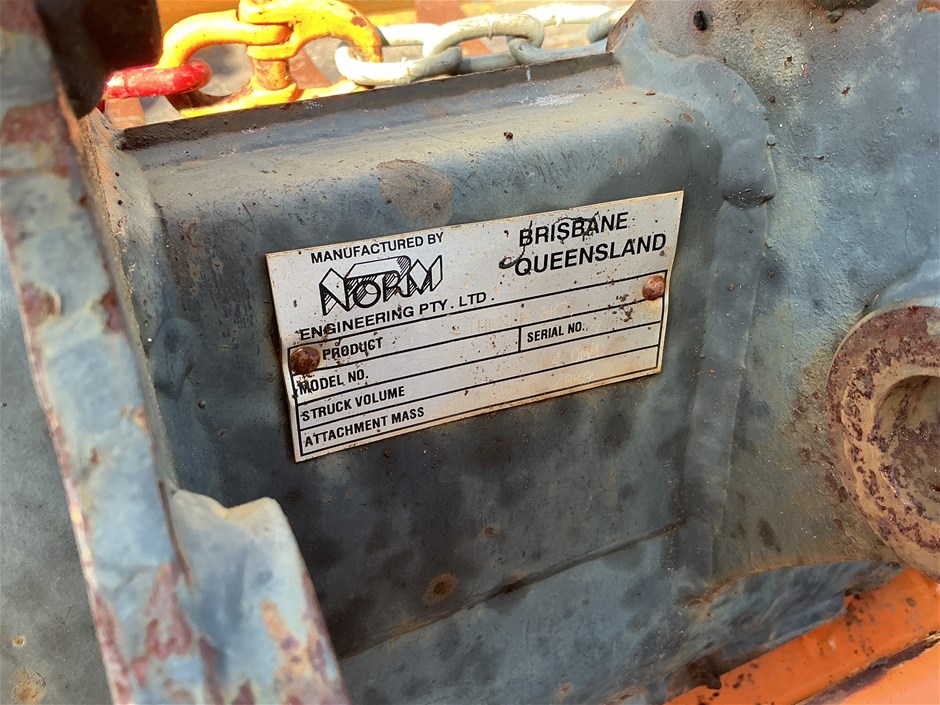 MANUFACTURED BY
NORM
ENGINEERING PTY. LTD
BRISBANE
QUEENSLAND
PRODUCT
MODEL NO.
SERIAL NO.
STRUCK VOLUME
ATTACHMENT MASS